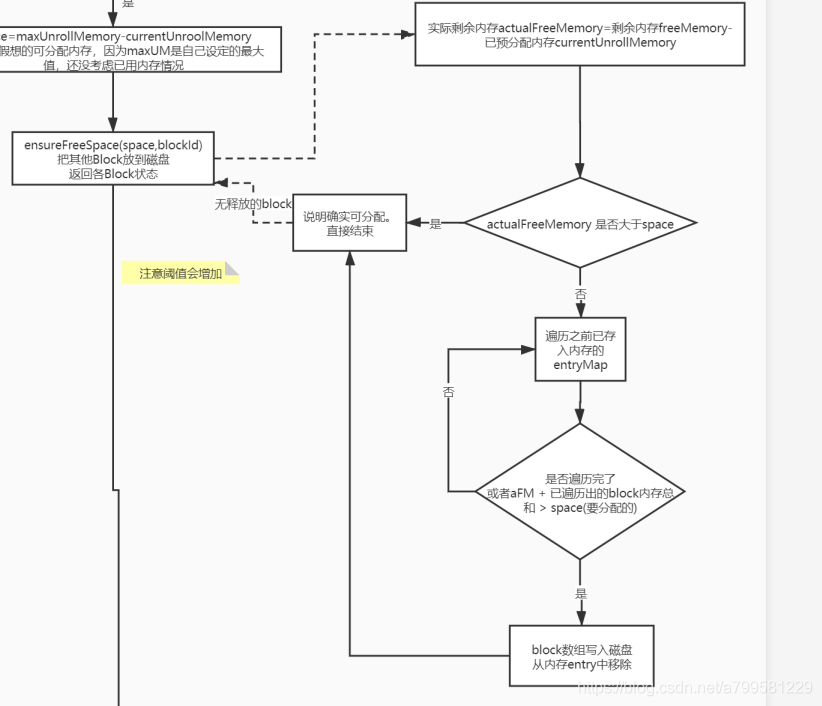 是
ce=maxUnrollMemory-currentUnroolMemory
假想的可分配内存，因为maxUM是自己设定的最大
值，还没考虑已用内存情况
实际剩余内存actualFreeMemory=剩余内存freeMemory-
已预分配内存currentUnrollMemory
ensureFreeSpace(space,blockId)
把其他Block放到磁盘
返回各Block状态
无释放的block
说明确实可分配。
直接结束
是
actualFreeMemory 是否大于space
注意阈值会增加
否
遍历之前已存
入内存的
entryMap
否
是否遍历完了
或者aFM + 已遍历出的block内存总
和 > space(要分配的)
是
block数组写入磁盘
从内存entry中移除
https://blog.csdn.net/a799581229